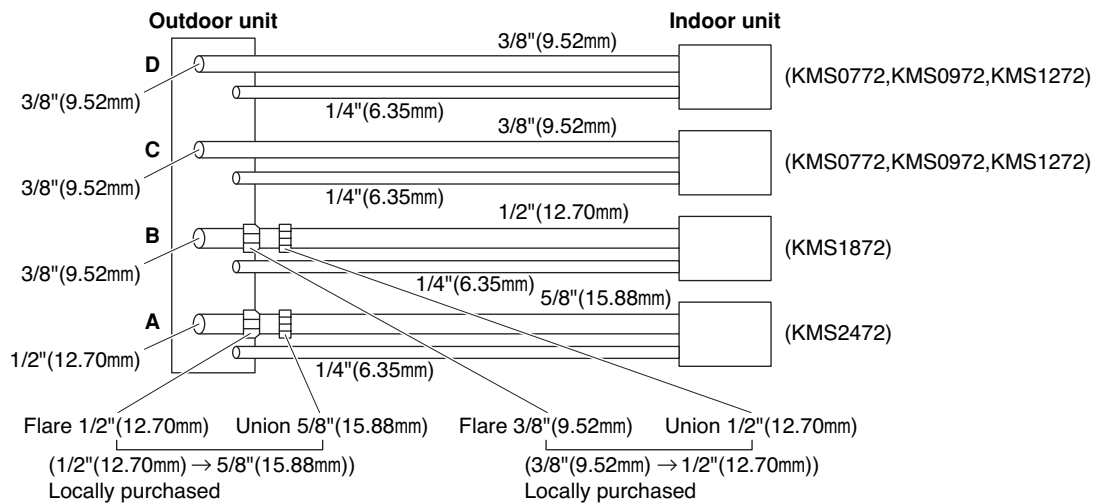 Outdoor unit
Indoor unit
D
3/8"(9.52mm)
3/8"(9.52mm)
1/4"(6.35mm)
(KMS0772,KMS0972,KMS1272)
C
3/8"(9.52mm)
3/8"(9.52mm)
1/4"(6.35mm)
(KMS0772,KMS0972,KMS1272)
B
3/8"(9.52mm)
1/2"(12.70mm)
1/4"(6.35mm)
(KMS1872)
A
1/2"(12.70mm)
5/8"(15.88mm)
1/4"(6.35mm)
(KMS2472)
Flare 1/2"(12.70mm) Union 5/8"(15.88mm)
(1/2"(12.70mm) → 5/8"(15.88mm))
Locally purchased
Flare 3/8"(9.52mm) Union 1/2"(12.70mm)
(3/8"(9.52mm) → 1/2"(12.70mm))
Locally purchased